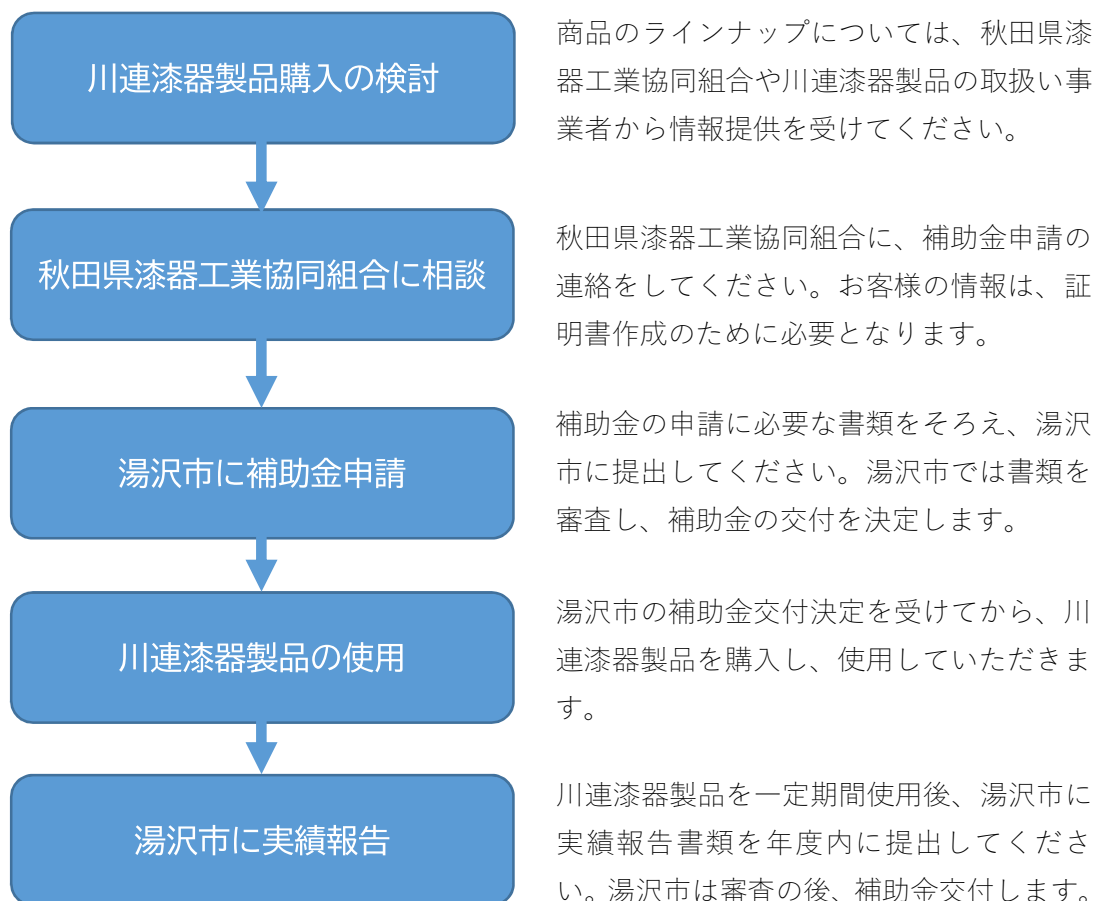 川連漆器製品購入の検討
商品のラインナップについては、秋田県漆
器工業協同組合や川連漆器製品の取扱い事
業者から情報提供を受けてください。
秋田県漆器工業協同組合に相談
秋田県漆器工業協同組合に、補助金申請の
連絡をしてください。お客様の情報は、証
明書作成のために必要となります。
湯沢市に補助金申請
補助金の申請に必要な書類をそろえ、湯沢
市に提出してください。湯沢市では書類を
審査し、補助金の交付を決定します。
川連漆器製品の使用
湯沢市の補助金交付決定を受けてから、川
連漆器製品を購入し、使用していただきま
す。
湯沢市に実績報告
川連漆器製品を一定期間使用後、湯沢市に
実績報告書類を年度内に提出してくださ
い。湯沢市は審査の後、補助金交付します。